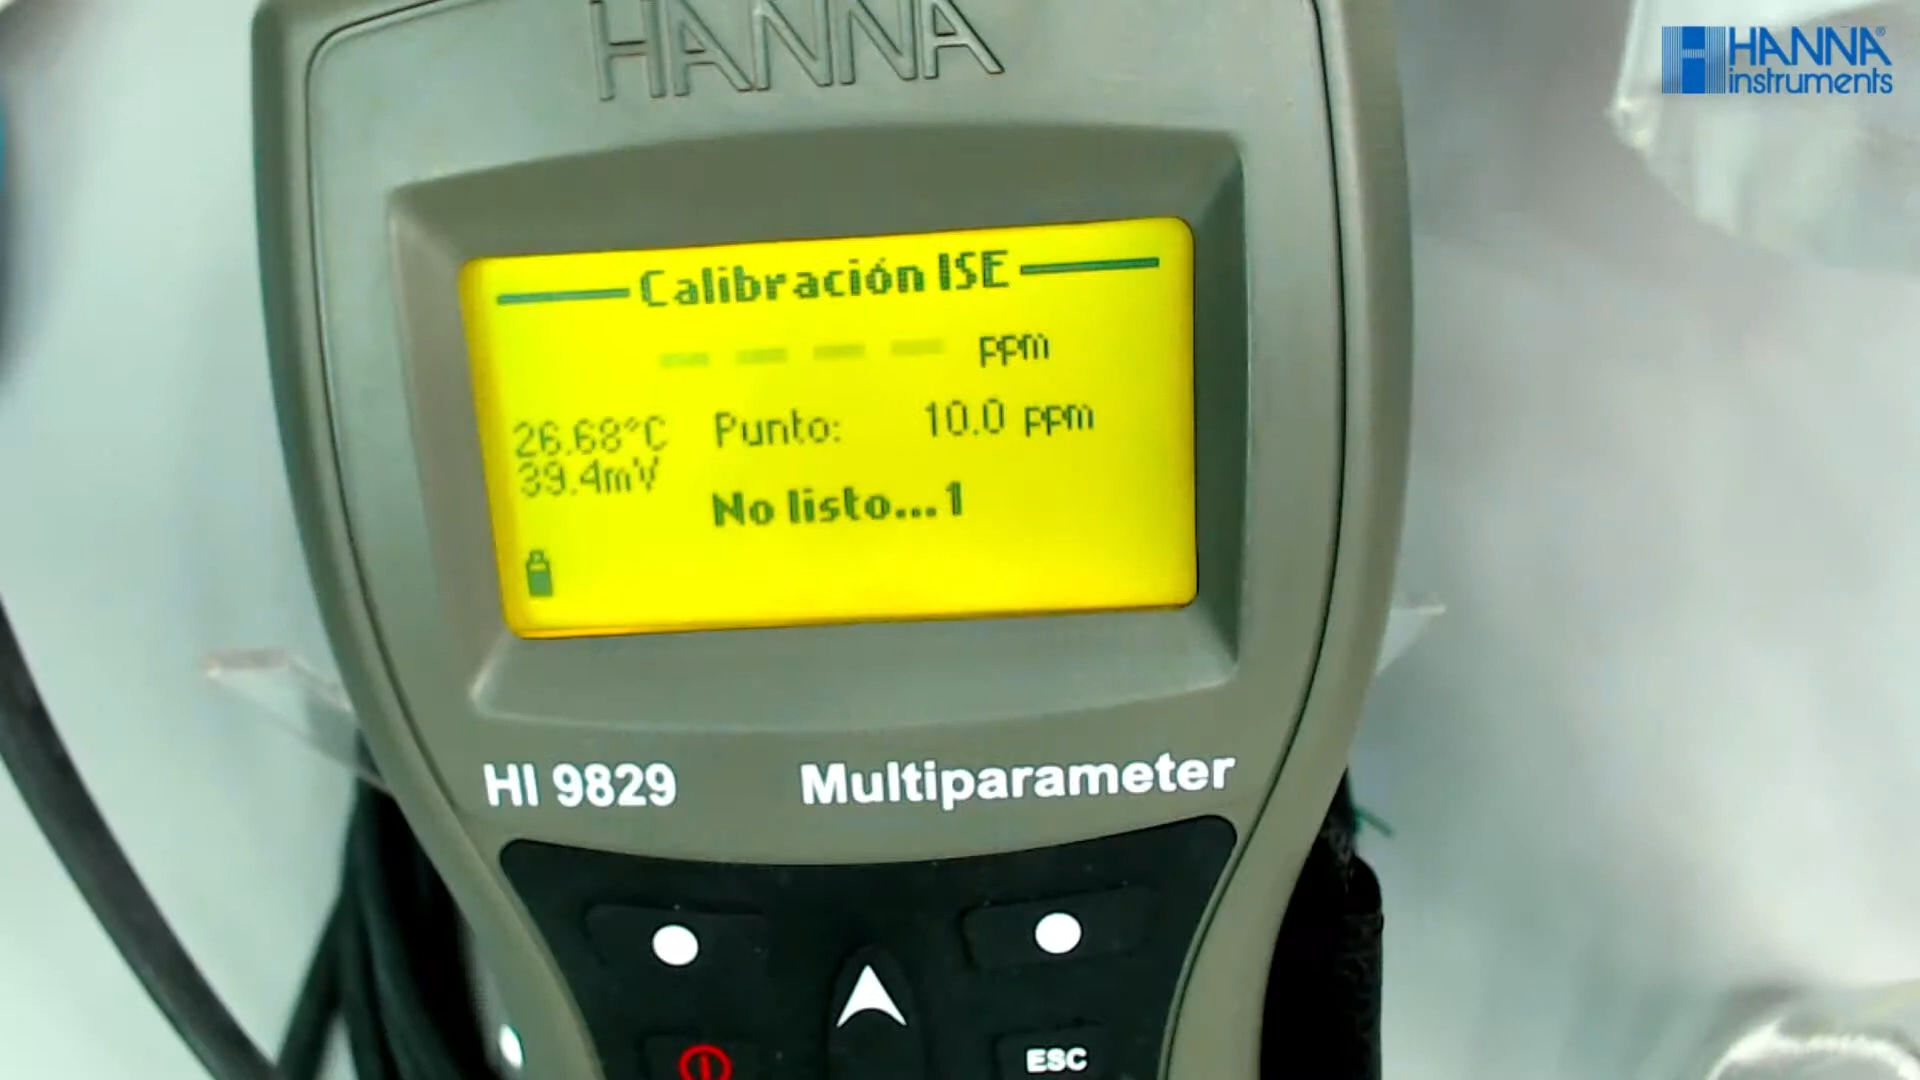 HANNA
HANNA®
instruments
Calibración ISE
---- ppm
26.68°C Punto: 10.0 ppm
39.4mV
No listo...1
HI 9829 Multiparameter
ESC